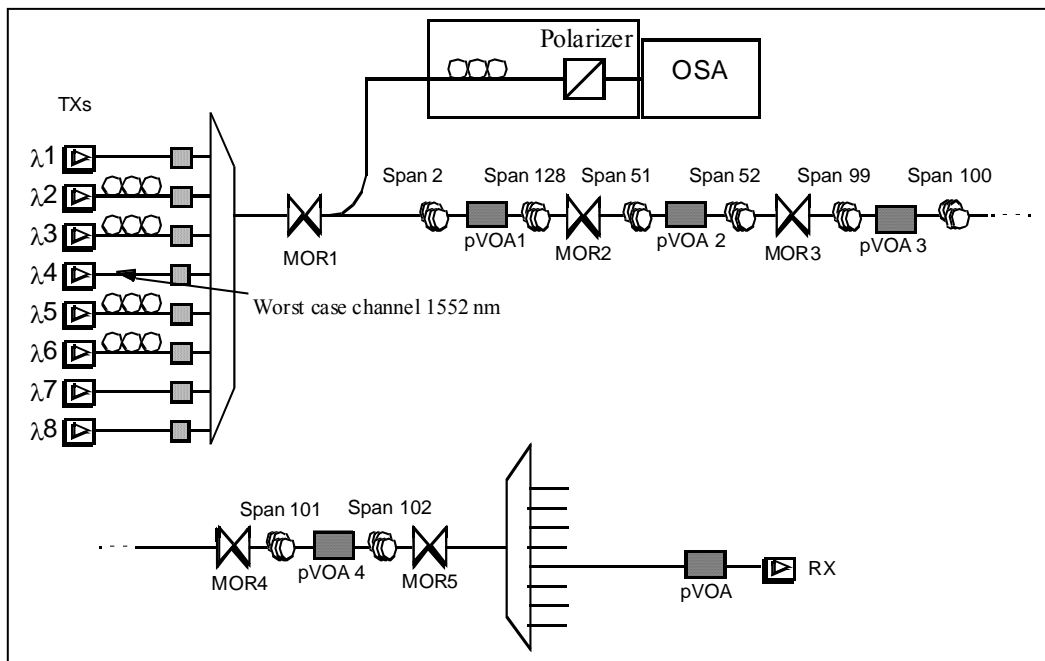 Polarizer
OSA
TXs
λ1
λ2
λ3
λ4
λ5
λ6
λ7
λ8
Span 2
Span 128
Span 51
Span 52
Span 99
Span 100
MOR1
pVOA1
MOR2
pVOA 2
MOR3
pVOA 3
Worst case channel 1552 nm
Span 101
Span 102
MOR4
pVOA 4
MOR5
pVOA
RX